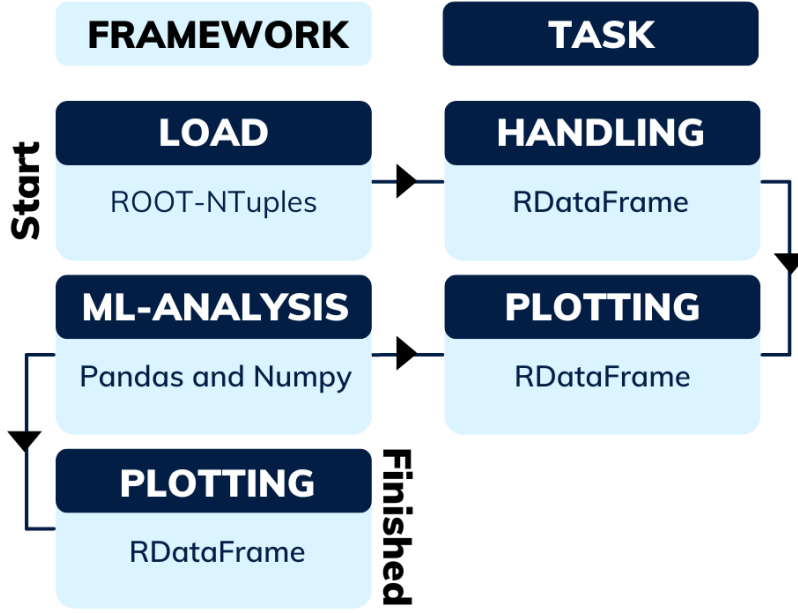 FRAMEWORK
TASK
Start
LOAD
ROOT-NTuples
HANDLING
RDataFrame
ML-ANALYSIS
Pandas and Numpy
PLOTTING
RDataFrame
PLOTTING
RDataFrame
Finished